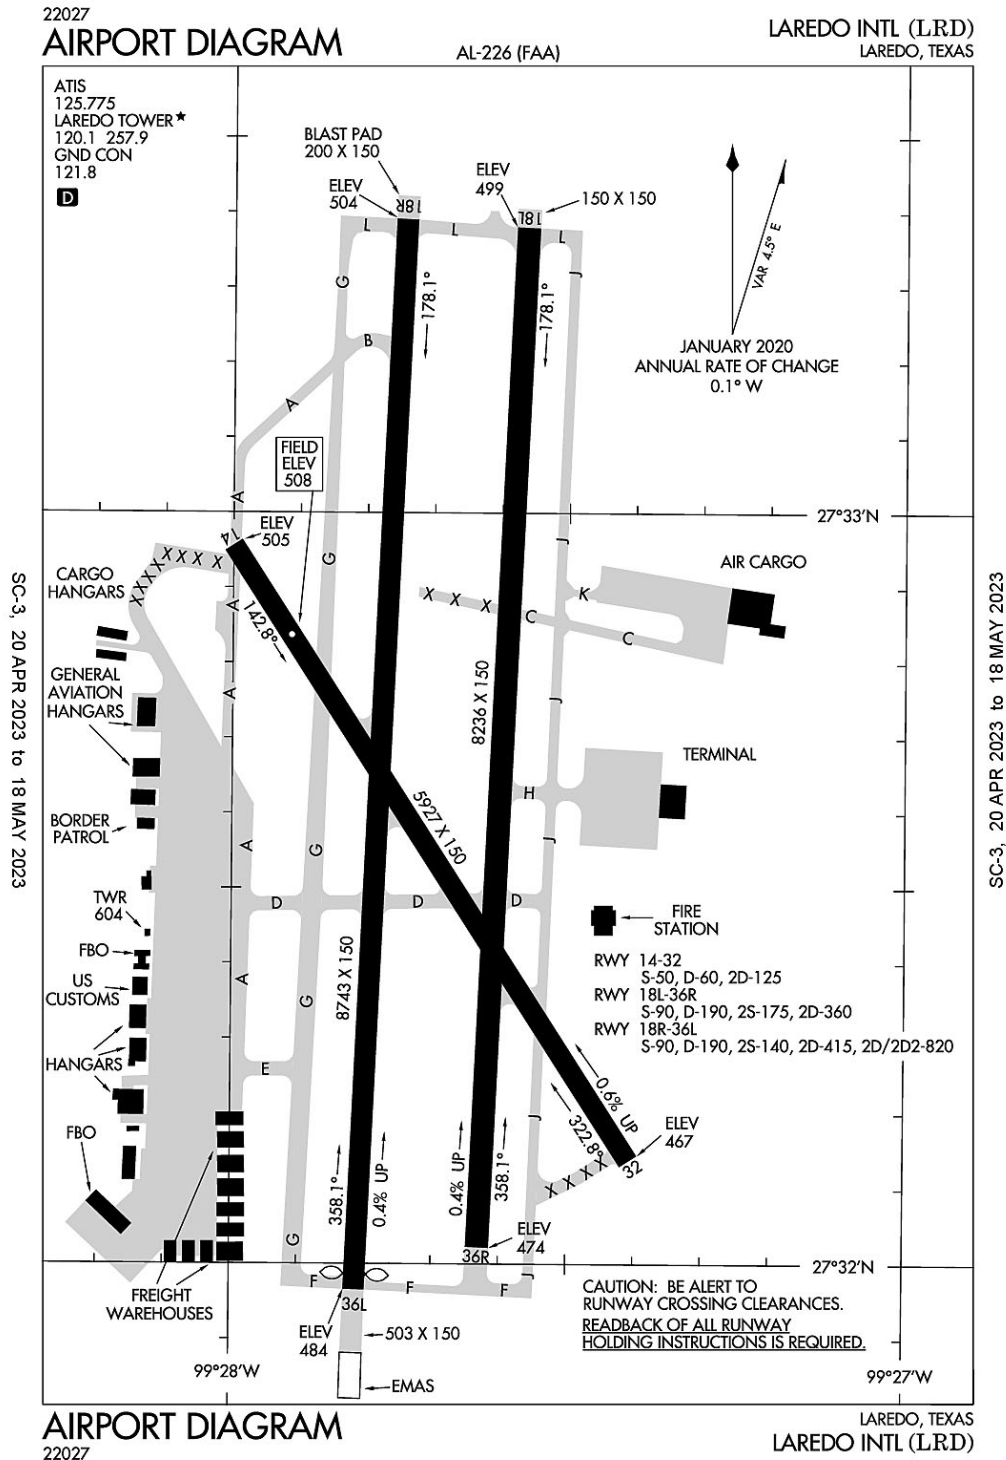 22027
AIRPORT DIAGRAM
AL-226 (FAA)
LAREDO INTL (LRD)
LAREDO, TEXAS
ATIS
125.775
LAREDO TOWER★
120.1 257.9
GND CON
121.8
D
BLAST PAD
200 X 150
ELEV
504
18R
ELEV
499
18L
150 X 150
L
L
L
J
G
178.1°
178.1°
VAR 4.5° E
JANUARY 2020
ANNUAL RATE OF CHANGE
0.1° W
B
A
FIELD
ELEV
508
A
27°33'N
ELEV
505
14
X X X X
XXXX
CARGO
HANGARS
A
142.8°
G
J
K
AIR CARGO
X X X
C
C
GENERAL
AVIATION
HANGARS
A
J
8236 X 150
TERMINAL
H
5927 X 150
BORDER
PATROL
A
G
J
TWR
604
D
D
D
FIRE
STATION
FBO
US
CUSTOMS
A
G
8743 X 150
RWY 14-32
S-50, D-60, 2D-125
RWY 18L-36R
S-90, D-190, 2S-175, 2D-360
RWY 18R-36L
S-90, D-190, 2S-140, 2D-415, 2D/2D2-820
HANGARS
E
0.6% UP
322.8°
J
ELEV
467
32
X X X X
FBO
358.1°
0.4% UP
0.4% UP
358.1°
G
ELEV
474
36R
27°32'N
F
F
F
J
36L
FREIGHT
WAREHOUSES
ELEV
484
503 X 150
EMAS
CAUTION: BE ALERT TO
RUNWAY CROSSING CLEARANCES.
READBACK OF ALL RUNWAY
HOLDING INSTRUCTIONS IS REQUIRED.
99°28'W
99°27'W
SC-3, 20 APR 2023 to 18 MAY 2023
SC-3, 20 APR 2023 to 18 MAY 2023
AIRPORT DIAGRAM
22027
LAREDO, TEXAS
LAREDO INTL (LRD)